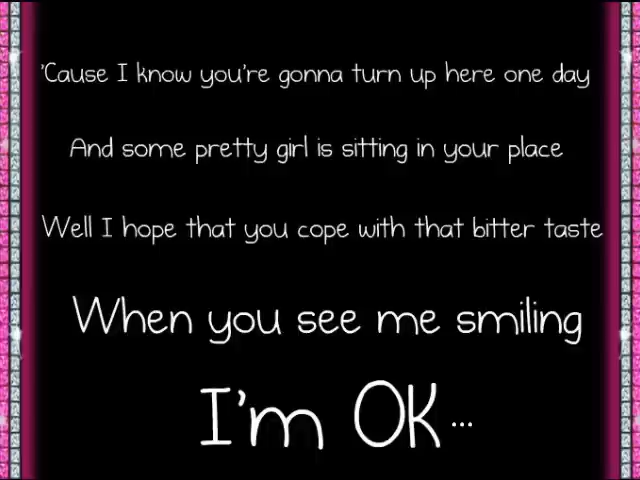 'Cause I know you're gonna turn up here one day
And some pretty girl is sitting in your place
Well I hope that you cope with that bitter taste
When you see me smiling
I'm OK...